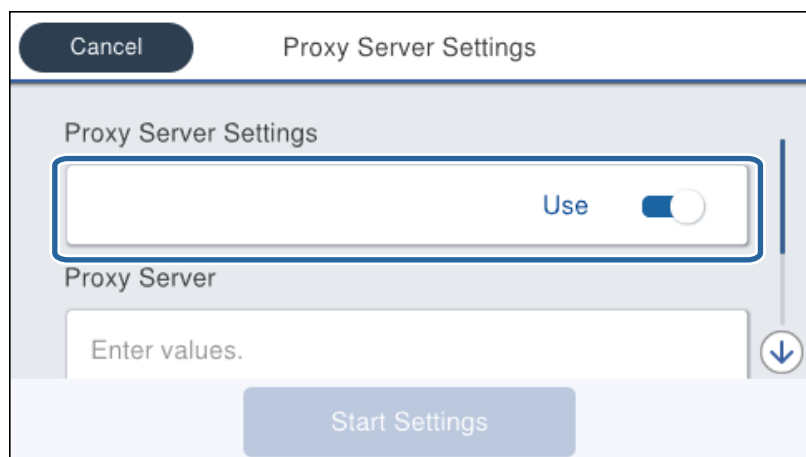 Cancel Proxy Server Settings
Proxy Server Settings
Use
Proxy Server
Enter values.
Start Settings